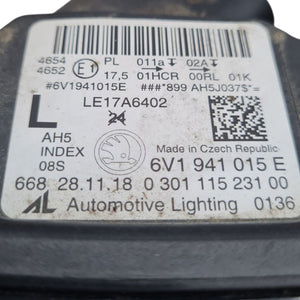 4654 E1 PL 011a 02A
4652 17,5 01HCR 00RL 01K
#6V1941015E ###*899 AH5J037$*=
LE17A6402
L 24
AH5
INDEX
08S
Made in Czech Republic
6V1 941 015 E
668 28.11.18 0 301 115 231 00
AL Automotive Lighting 0136